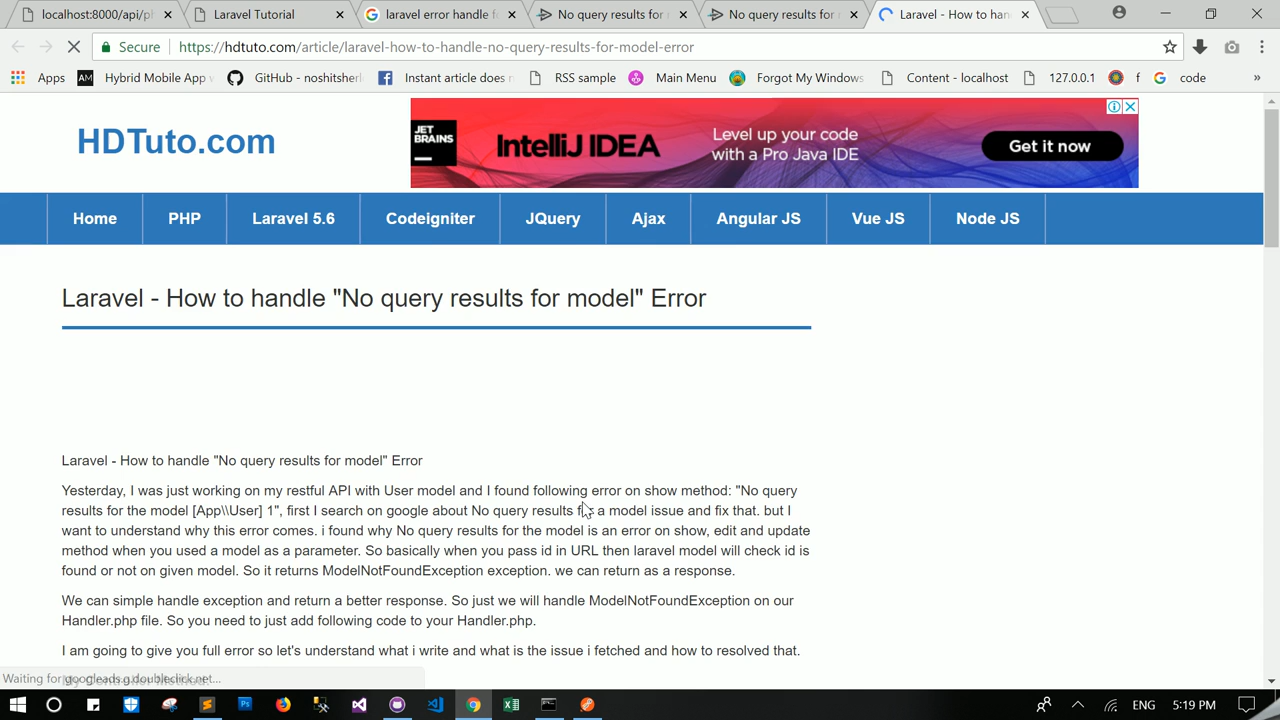 localhost:8000/api/p
Laravel Tutorial
laravel error handle f
No query results for
No query results for
Laravel - How to han
Secure
https://hdtuto.com/article/laravel-how-to-handle-no-query-results-for-model-error
Apps
AM
Hybrid Mobile App
GitHub - noshitsher
Instant article does
RSS sample
Main Menu
Forgot My Windows
Content - localhost
127.0.0.1
f
code
»
HDTuto.com
JET
BRAINS
IntelliJ IDEA
Level up your code
with a Pro Java IDE
Get it now
Home
PHP
Laravel 5.6
Codeigniter
JQuery
Ajax
Angular JS
Vue JS
Node JS
Laravel - How to handle "No query results for model" Error
Laravel - How to handle "No query results for model" Error
Yesterday, I was just working on my restful API with User model and I found following error on show method: "No query
results for the model [App\\User] 1", first I search on google about No query results for a model issue and fix that. but I
want to understand why this error comes. i found why No query results for the model is an error on show, edit and update
method when you used a model as a parameter. So basically when you pass id in URL then laravel model will check id is
found or not on given model. So it returns ModelNotFoundException exception. we can return as a response.
We can simple handle exception and return a better response. So just we will handle ModelNotFoundException on our
Handler.php file. So you need to just add following code to your Handler.php.
I am going to give you full error so let's understand what i write and what is the issue i fetched and how to resolved that.
Waiting for googleads.g.doubleclick.net...
ENG
5:19 PM